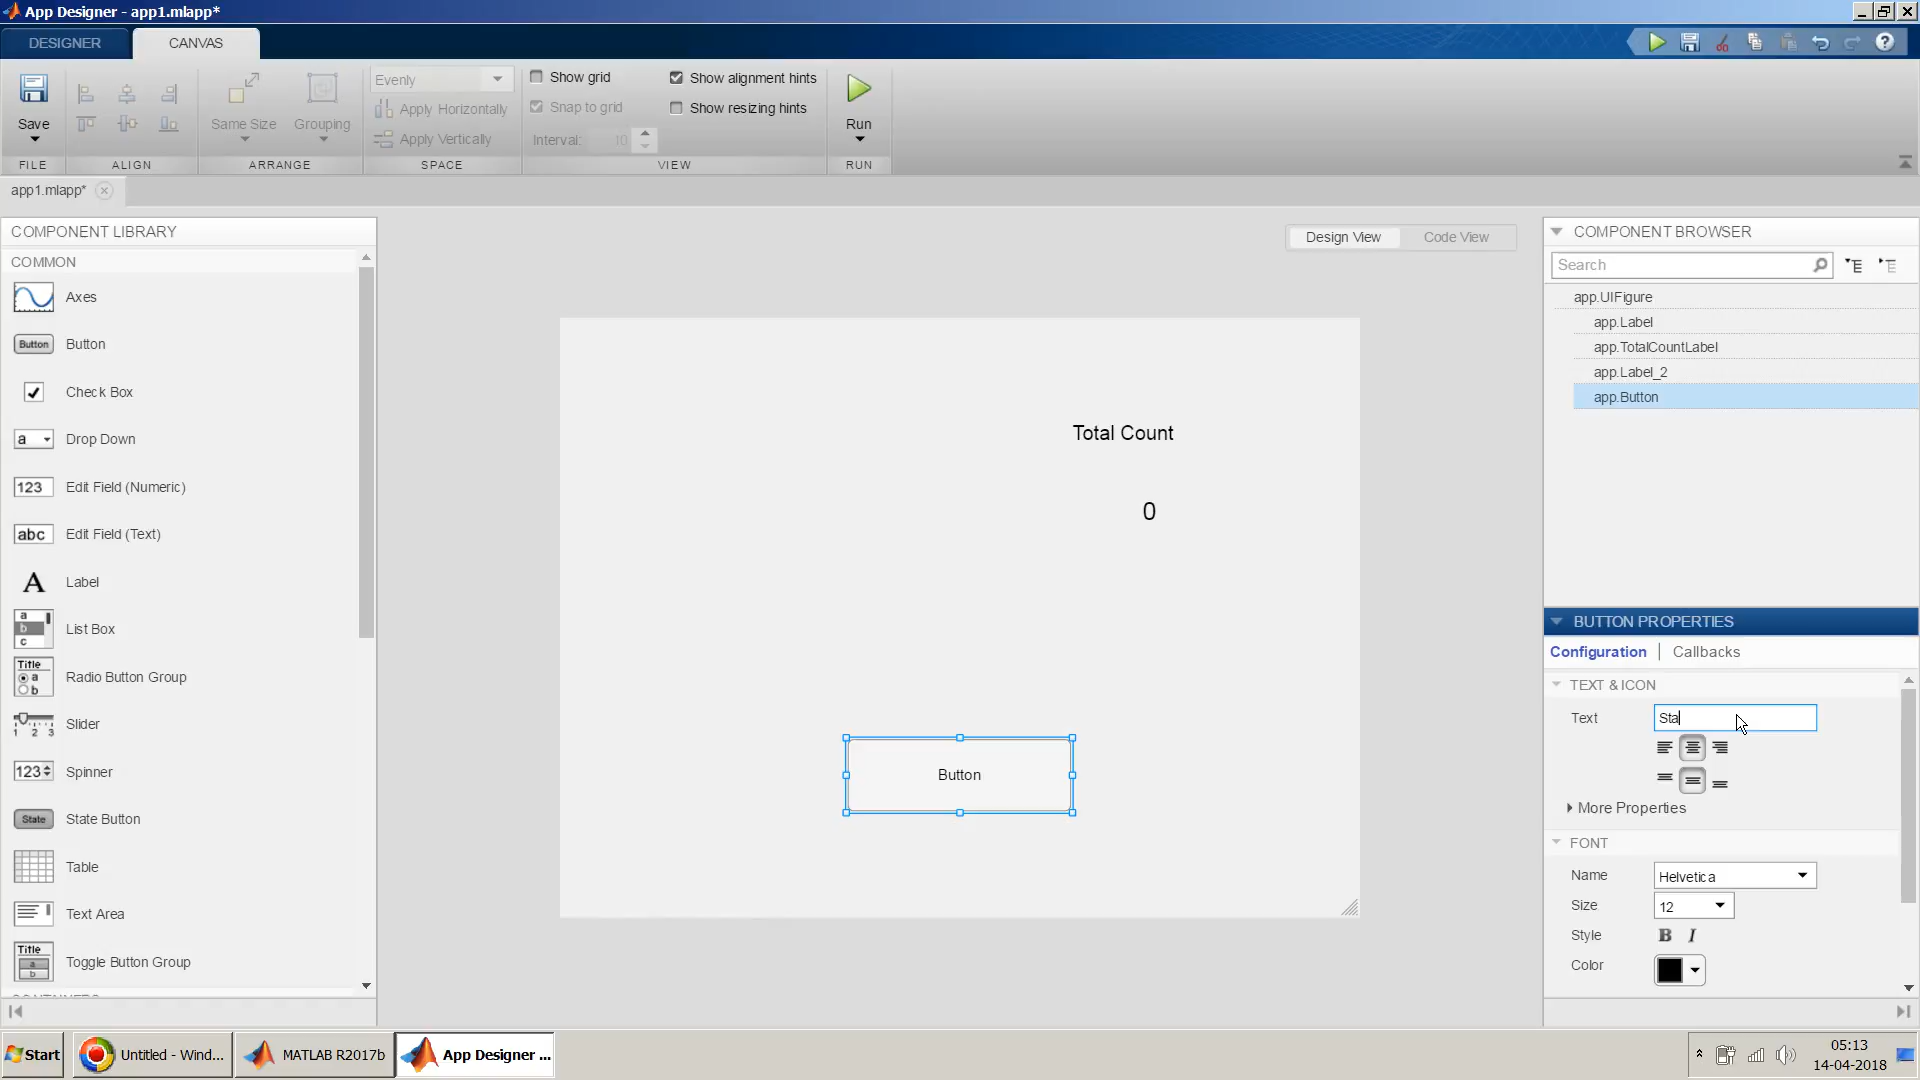 App Designer - app1.mlapp*
DESIGNER
CANVAS
Save
FILE
ALIGN
Same Size
Grouping
ARRANGE
Evenly
Apply Horizontally
Apply Vertically
SPACE
Show grid
Snap to grid
Interval: 10
Show alignment hints
Show resizing hints
VIEW
Run
RUN
app1.mlapp*
COMPONENT LIBRARY
COMMON
Axes
Button Button
Check Box
a Drop Down
123 Edit Field (Numeric)
abc Edit Field (Text)
A Label
a
b
c
List Box
Title
a
b
Radio Button Group
1 2 3
Slider
123 Spinner
State State Button
Table
Text Area
Title
a
b
Toggle Button Group
CONTAINERS
Design View
Code View
Total Count
0
Button
COMPONENT BROWSER
Search
app.UIFigure
app.Label
app.TotalCountLabel
app.Label_2
app.Button
BUTTON PROPERTIES
Configuration | Callbacks
TEXT & ICON
Text Sta
More Properties
FONT
Name Helvetica
Size 12
Style B I
Color
Start
Untitled - Wind...
MATLAB R2017b
App Designer ...
05:13
14-04-2018